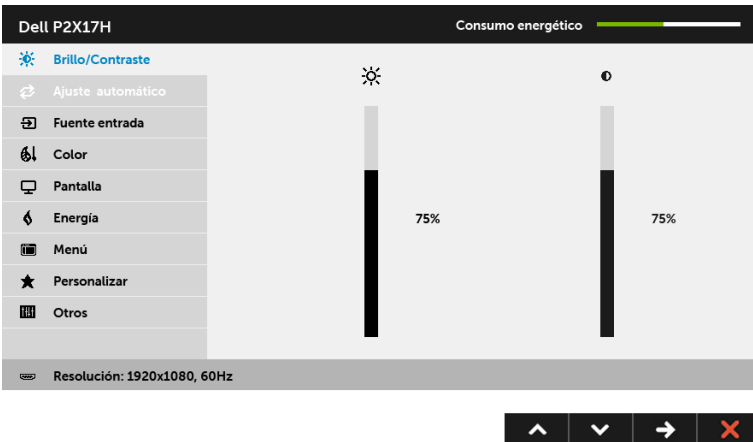 Dell P2X17H
Consumo energético
Brillo/Contraste
Ajuste automático
Fuente entrada
Color
Pantalla
Energía
Menú
Personalizar
Otros
75%
75%
Resolución: 1920x1080, 60Hz